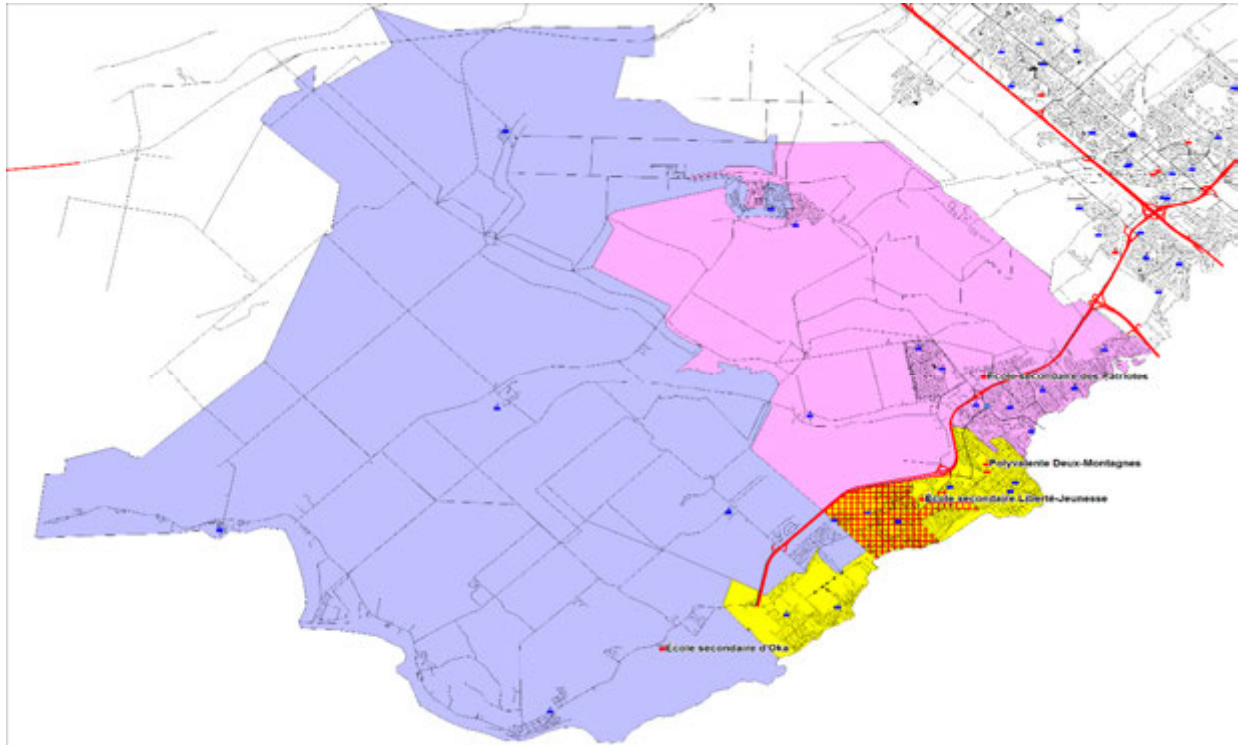 École secondaire des Patriotes
Polyvalente Deux-Montagnes
École secondaire Liberté-Jeunesse
École secondaire d'Oka